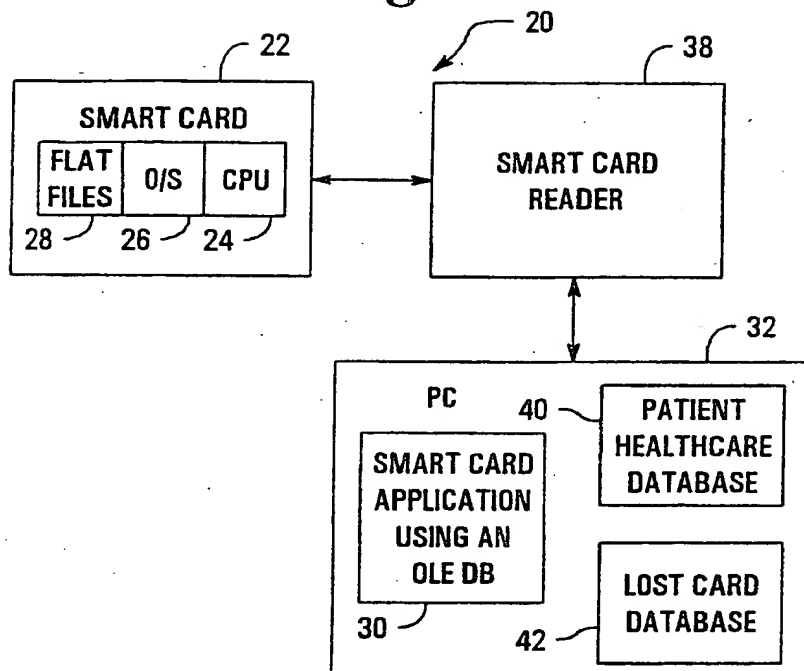 20
22
38
SMART CARD
FLAT
FILES
O/S
CPU
28
26
24
SMART CARD
READER
32
PC
40
PATIENT
HEALTHCARE
DATABASE
SMART CARD
APPLICATION
USING AN
OLE DB
30
LOST CARD
DATABASE
42